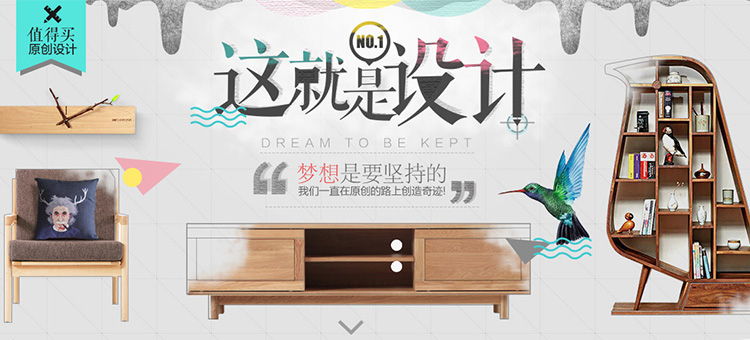 值得买
原创设计
NO.1
这就是设计
DREAM TO BE KEPT
“梦想是要坚持的
我们一直在原创的路上创造奇迹!”